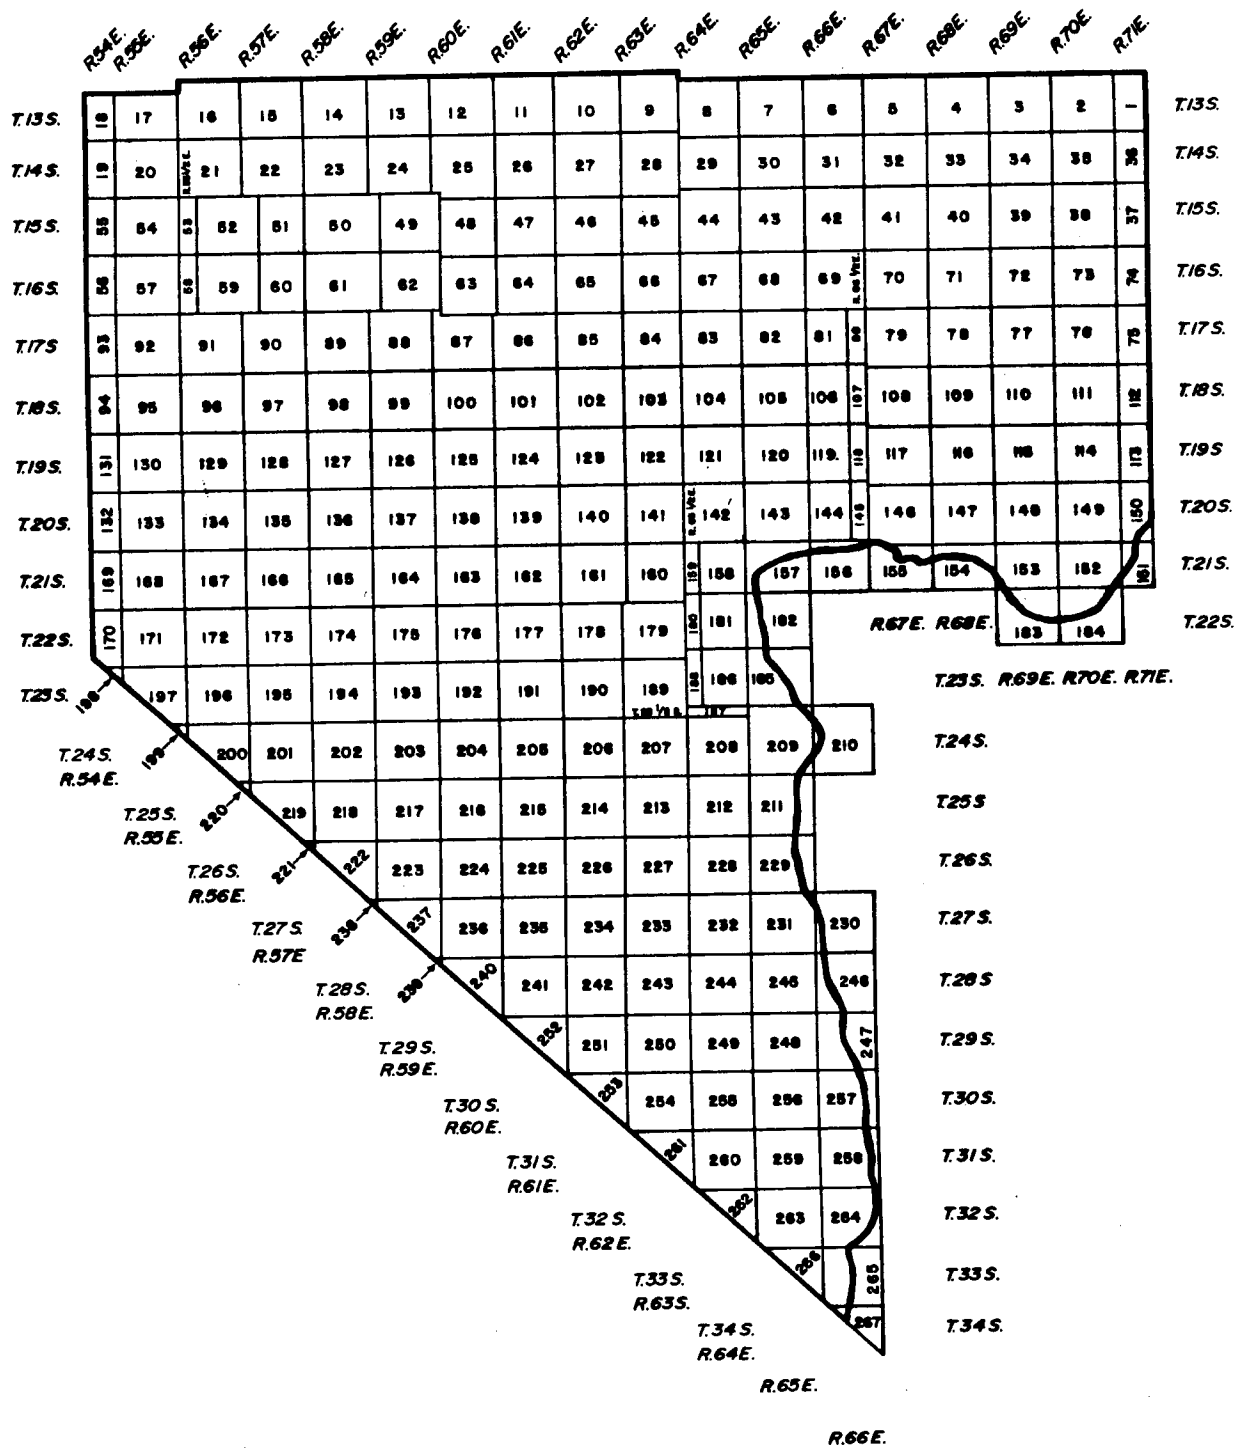 R.54E. R.55E. R.56E. R.57E. R.58E. R.59E. R.60E. R.61E. R.62E. R.63E. R.64E. R.65E. R.66E. R.67E. R.68E. R.69E. R.70E. R.71E.
T.13S. 18 17 16 15 14 13 12 11 10 9 8 7 6 5 4 3 2 1 T.13S.
T.14S. 19 20 21 22 23 24 25 26 27 28 29 30 31 32 33 34 35 36 T.14S.
T.15S. 55 54 53 52 51 50 49 48 47 46 45 44 43 42 41 40 39 38 37 T.15S.
T.16S. 56 57 58 59 60 61 62 63 64 65 66 67 68 69 R.66 1/2E. 70 71 72 73 74 T.16S.
T.17S 93 92 91 90 89 88 87 86 85 84 83 82 81 80 79 78 77 76 75 T.17S.
T.18S. 94 95 96 97 98 99 100 101 102 103 104 105 106 107 108 109 110 111 112 T.18S.
T.19S. 131 130 129 128 127 126 125 124 123 122 121 120 119. 118 117 116 115 114 113 T.19S
T.20S. 132 133 134 135 136 137 138 139 140 141 142 143 144 145 146 147 148 149 150 T.20S.
T.21S. 169 168 167 166 165 164 163 162 161 160 159 158 157 156 155 154 153 152 151 T.21S.
T.22S. 170 171 172 173 174 175 176 177 178 179 180 181 182 R.67E. R.68E. 183 184 T.22S.
T.23S. 198 197 196 195 194 193 192 191 190 189 188 186 185 T.23S. R.69E. R.70E. R.71E.
187
T.24S. 199 200 201 202 203 204 205 206 207 208 209 210 T.24S.
R.54E.
T.25S. 220 219 218 217 216 215 214 213 212 211 T.25S
R.55E.
T.26S. 221 222 223 224 225 226 227 228 229 T.26S.
R.56E.
T.27S. 238 237 236 235 234 233 232 231 230 T.27S.
R.57E
T.28S. 239 240 241 242 243 244 245 246 T.28S
R.58E.
T.29S. 252 251 250 249 248 247 T.29S.
R.59E.
T.30S. 253 254 255 256 257 T.30S.
R.60E.
T.31S. 261 260 259 258 T.31S.
R.61E.
T.32S. 262 263 264 T.32S.
R.62E.
T.33S. 266 265 T.33S.
R.63S.
T.34S. 267 T.34S.
R.64E.
R.65E.
R.66E.